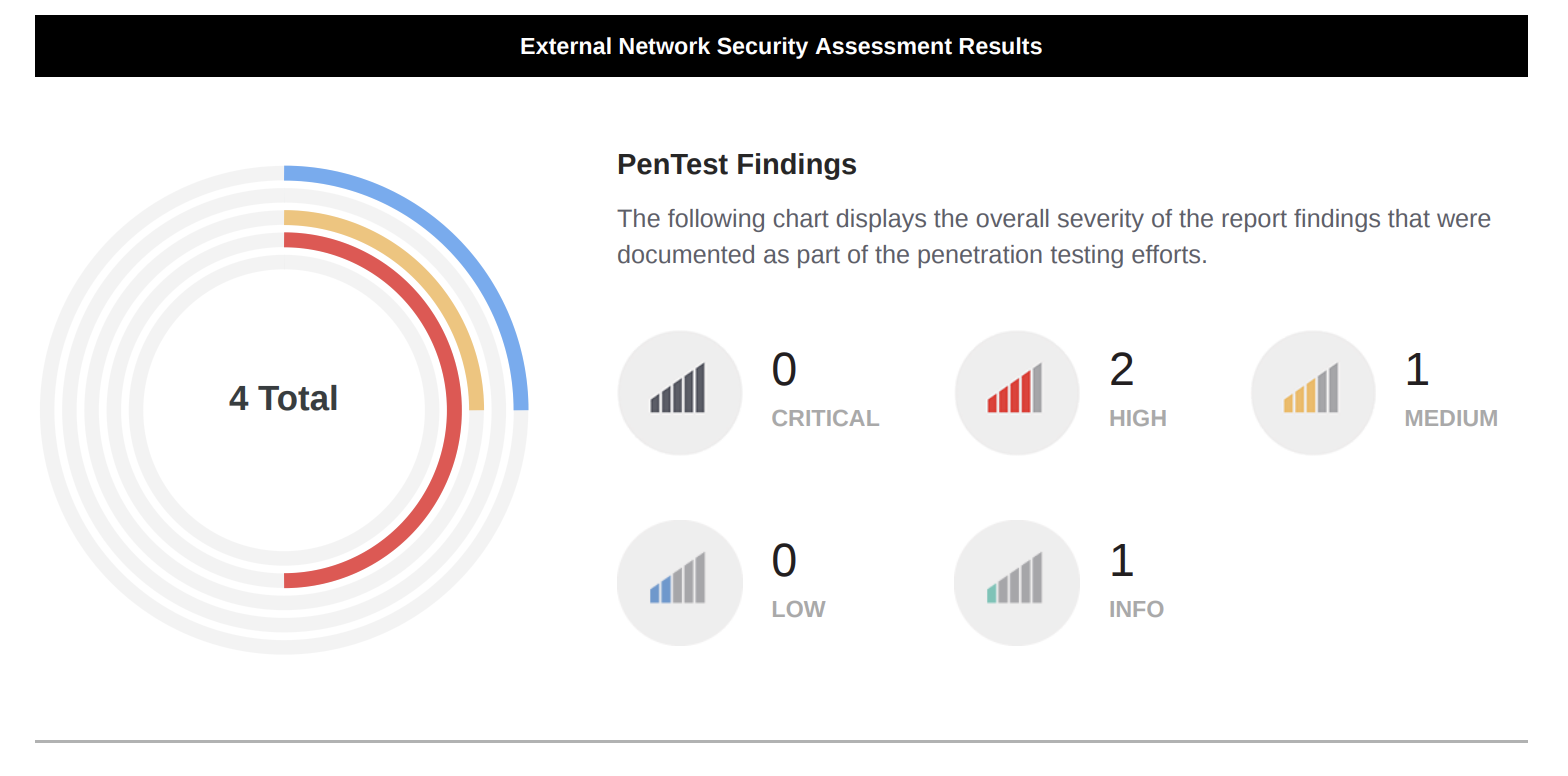 External Network Security Assessment Results
PenTest Findings
The following chart displays the overall severity of the report findings that were
documented as part of the penetration testing efforts.
4 Total
0
CRITICAL
2
HIGH
1
MEDIUM
0
LOW
1
INFO